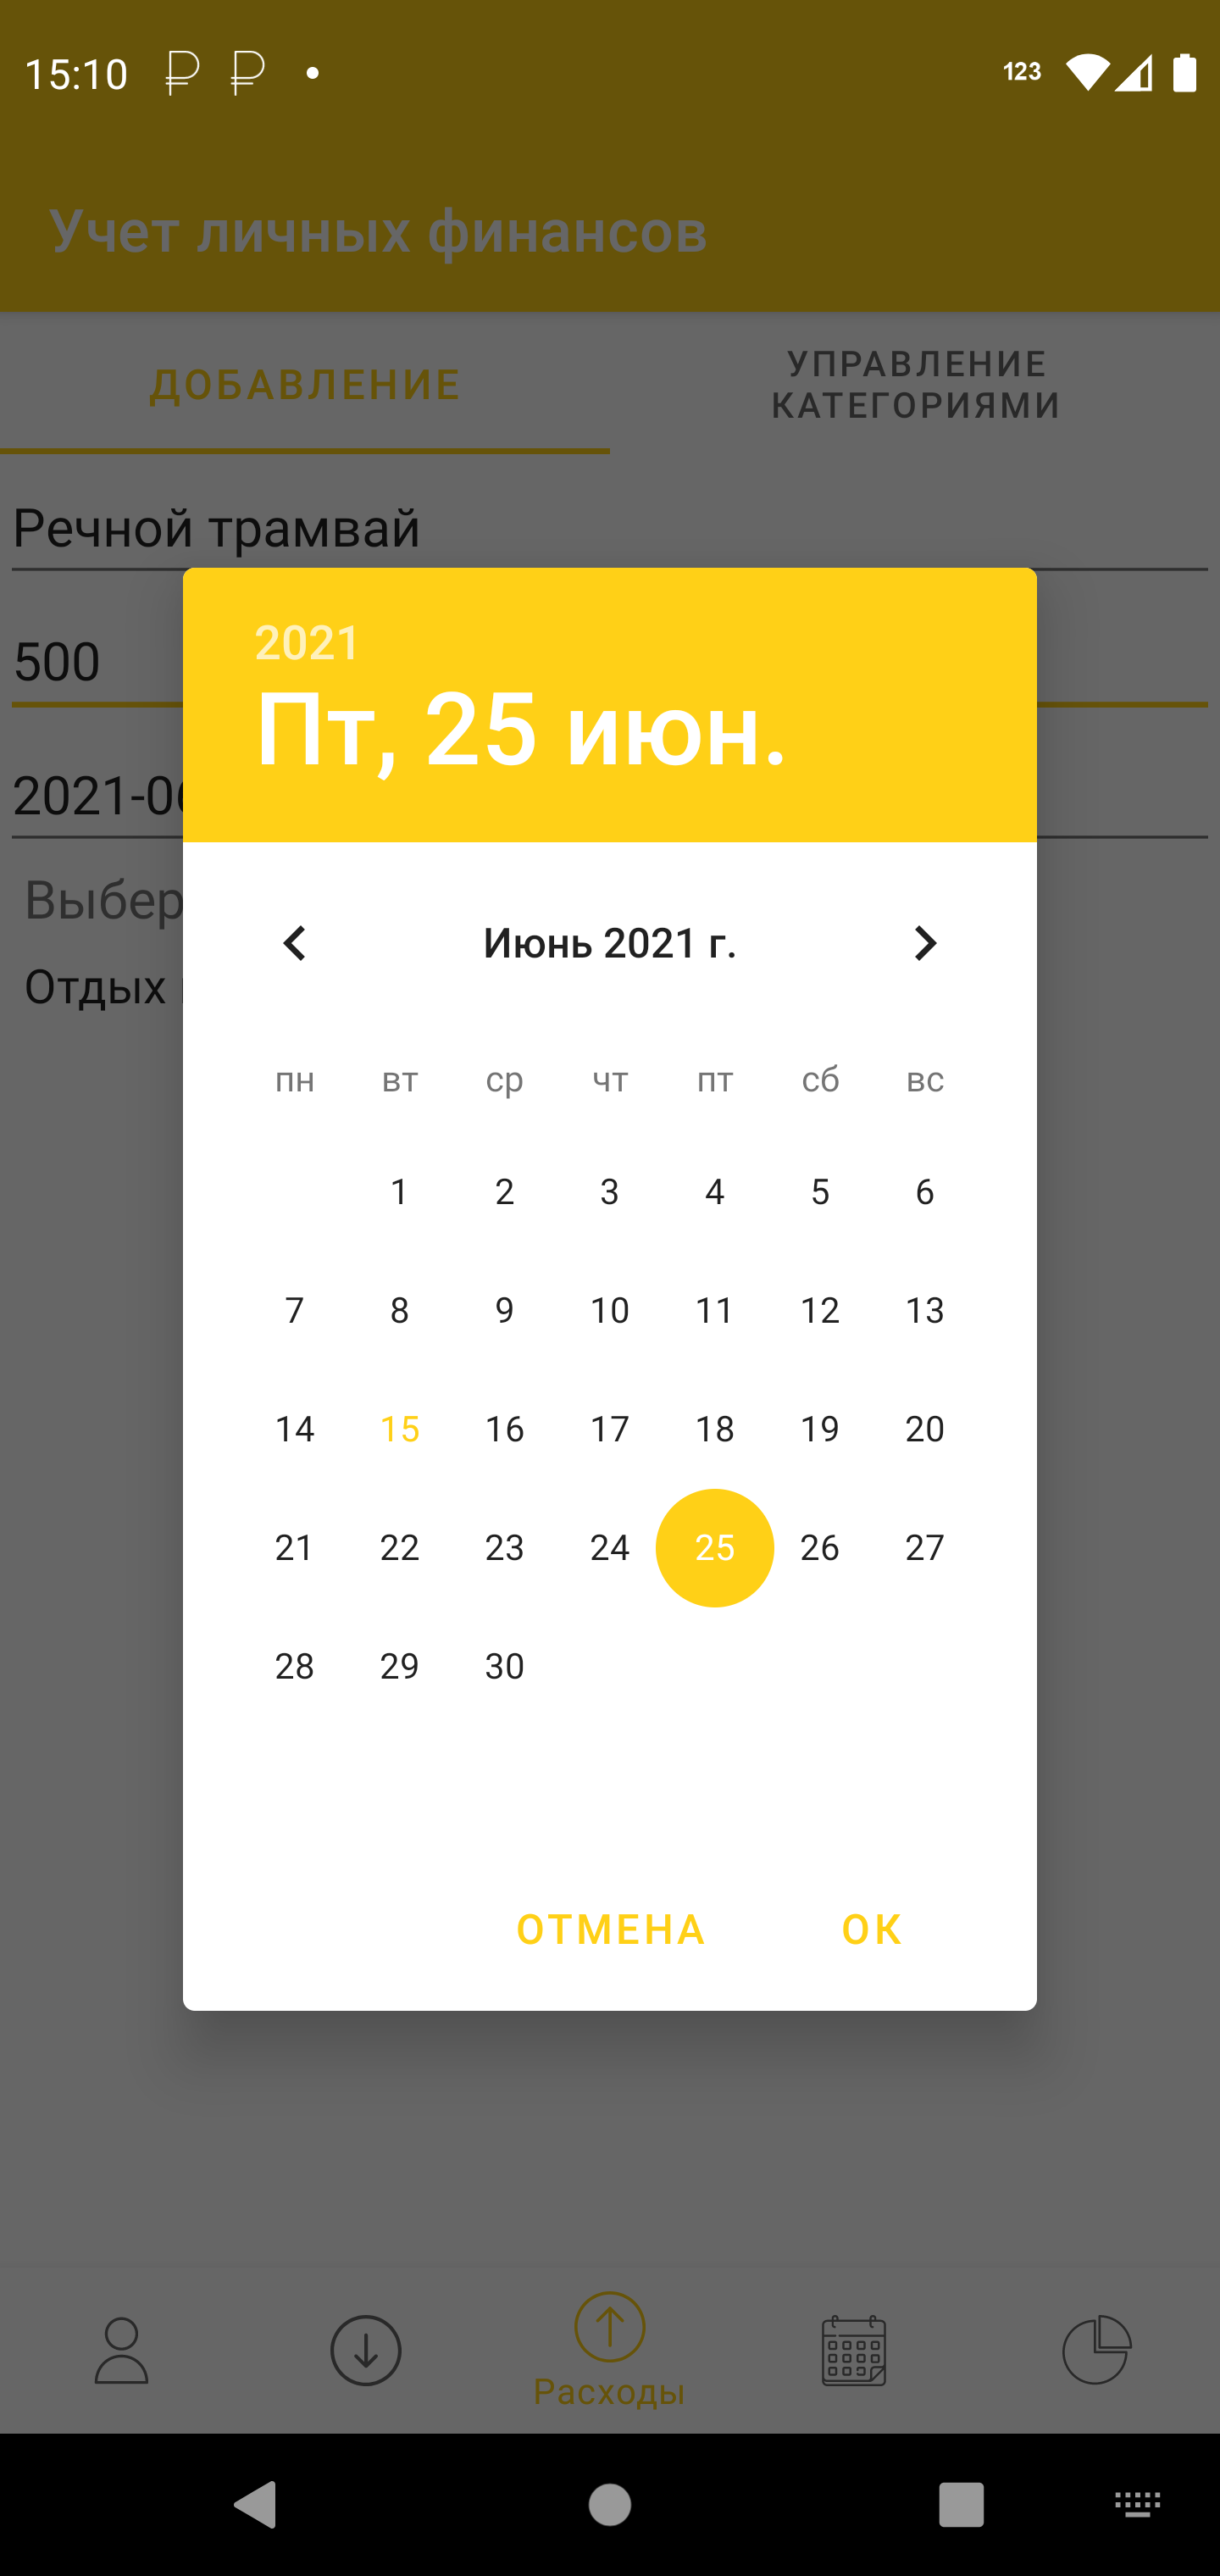 15:10
123
Учет личных финансов
ДОБАВЛЕНИЕ
УПРАВЛЕНИЕ
КАТЕГОРИЯМИ
Речной трамвай
500
2021-0
Выбер
Отдых
2021
Пт, 25 июн.
Июнь 2021 г.
пн вт ср чт пт сб вс
1 2 3 4 5 6
7 8 9 10 11 12 13
14 15 16 17 18 19 20
21 22 23 24 25 26 27
28 29 30
ОТМЕНА ОК
Расходы